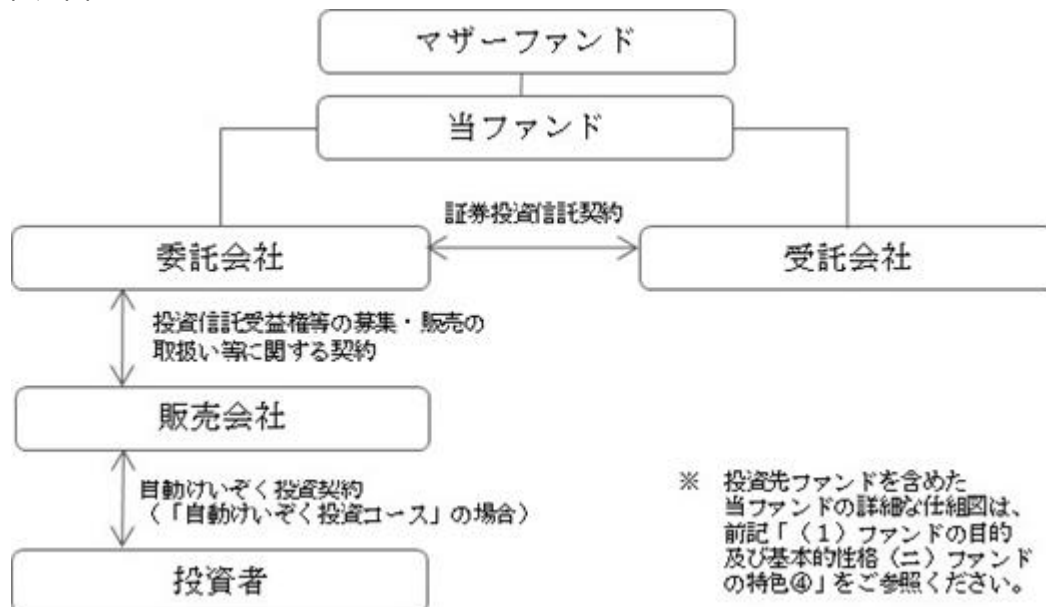 マザーファンド
当ファンド
証券投資信託契約
委託会社
受託会社
投資信託受益権等の募集・販売の
取扱い等に関する契約
販売会社
自動けいぞく投資契約
（「自動けいぞく投資コース」の場合）
投資者
※ 投資先ファンドを含めた
当ファンドの詳細な仕組図は、
前記「（１）ファンドの目的
及び基本的性格（ニ）ファンド
の特色④」をご参照ください。